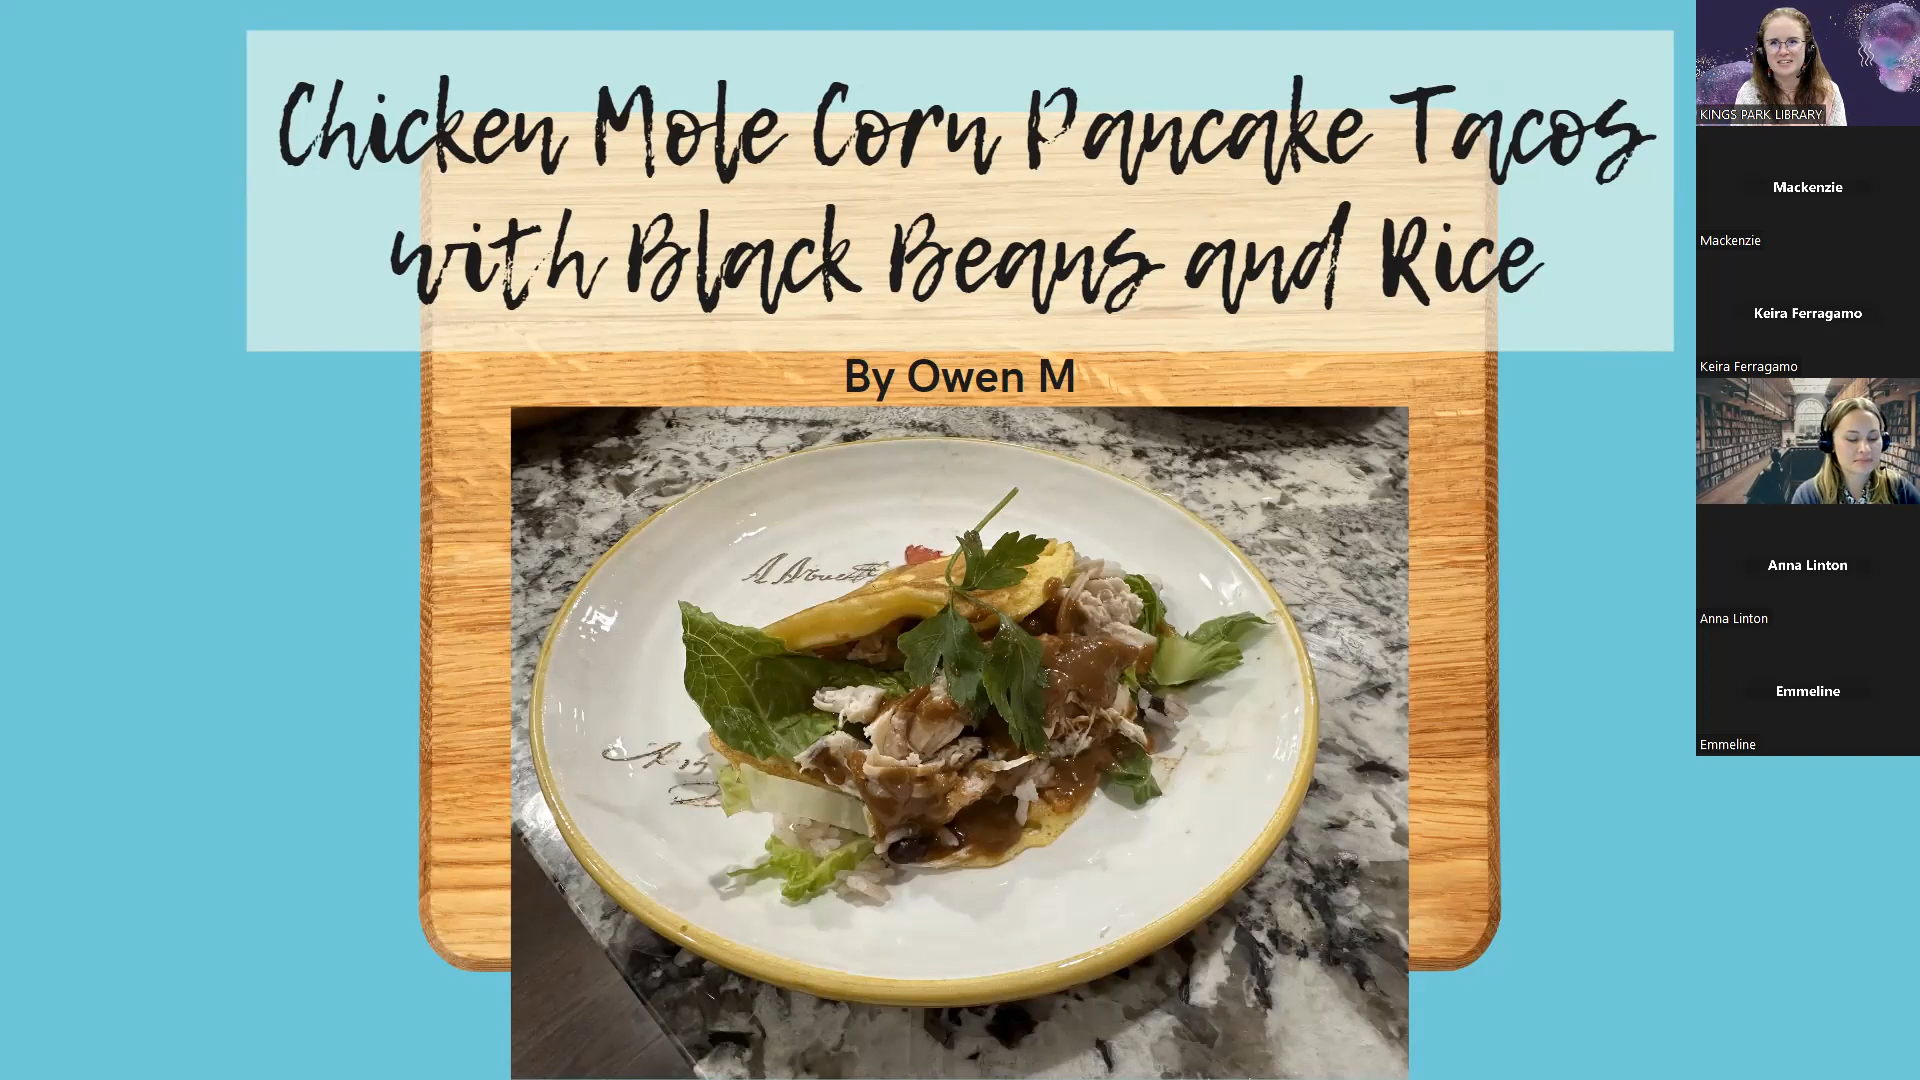 Chicken Mole Corn Pancake Tacos
with Black Beans and Rice
By Owen M
KINGS PARK LIBRARY
Mackenzie
Mackenzie
Keira Ferragamo
Keira Ferragamo
Anna Linton
Anna Linton
Emmeline
Emmeline